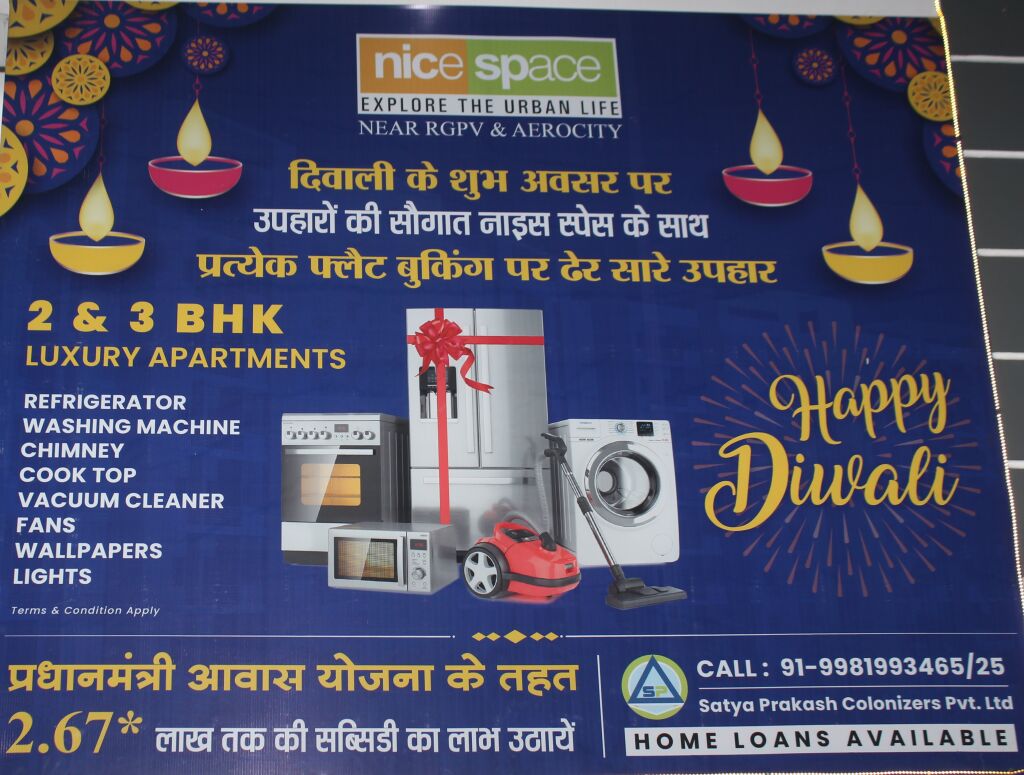 nice space
EXPLORE THE URBAN LIFE
NEAR RGPV & AEROCITY
दिवाली के शुभ अवसर पर
उपहारों की सौगात नाइस स्पेस के साथ
प्रत्येक फ्लैट बुकिंग पर ढेर सारे उपहार
2 & 3 BHK
LUXURY APARTMENTS
REFRIGERATOR
WASHING MACHINE
CHIMNEY
COOK TOP
VACUUM CLEANER
FANS
WALLPAPERS
LIGHTS
Terms & Condition Apply
Happy
Diwali
प्रधानमंत्री आवास योजना के तहत
2.67* लाख तक की सब्सिडी का लाभ उठायें
SP
CALL : 91-9981993465/25
Satya Prakash Colonizers Pvt. Ltd
HOME LOANS AVAILABLE